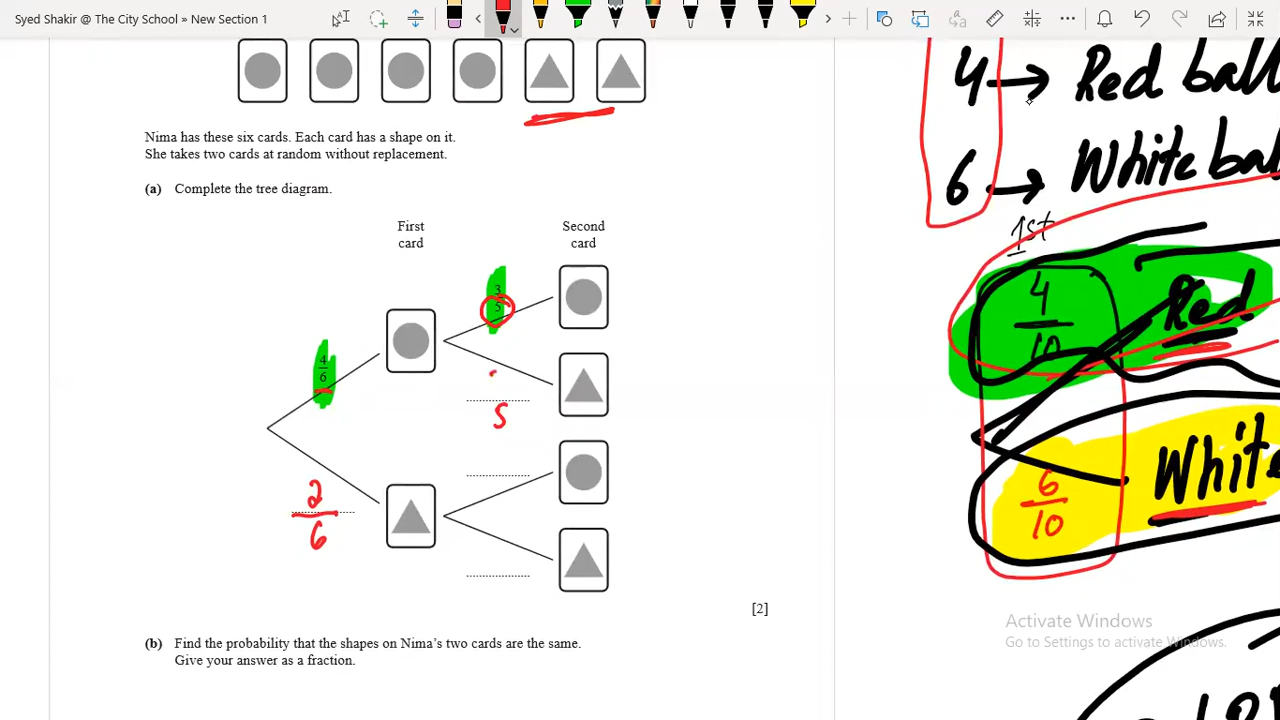 Syed Shakir @ The City School » New Section 1
4 → Red ball
Nima has these six cards. Each card has a shape on it.
She takes two cards at random without replacement.
6 → White bal
(a) Complete the tree diagram.
First card
Second card
1st
3
5
4
10
Red
4
6
5
2
6
6
10
White
[2]
(b) Find the probability that the shapes on Nima's two cards are the same.
Give your answer as a fraction.
Activate Windows
Go to Settings to activate Windows.